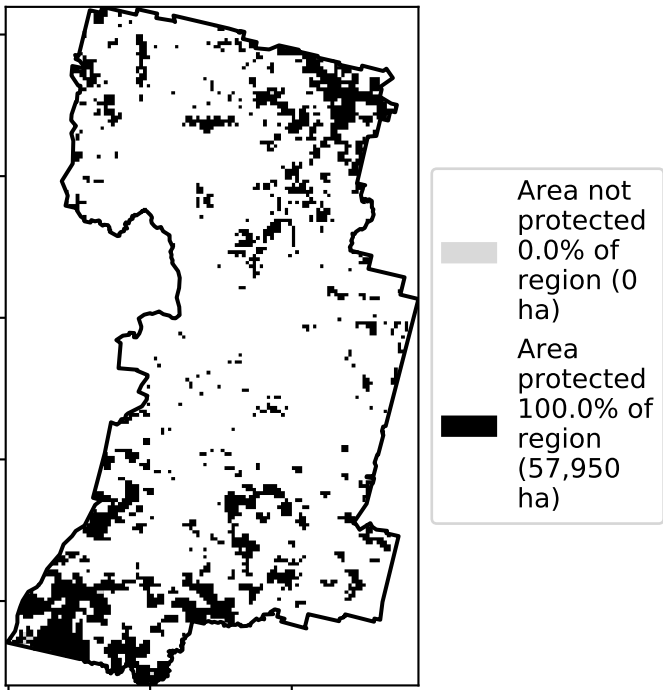 Area not
protected
0.0% of
region (0
ha)
Area
protected
100.0% of
region
(57,950
ha)